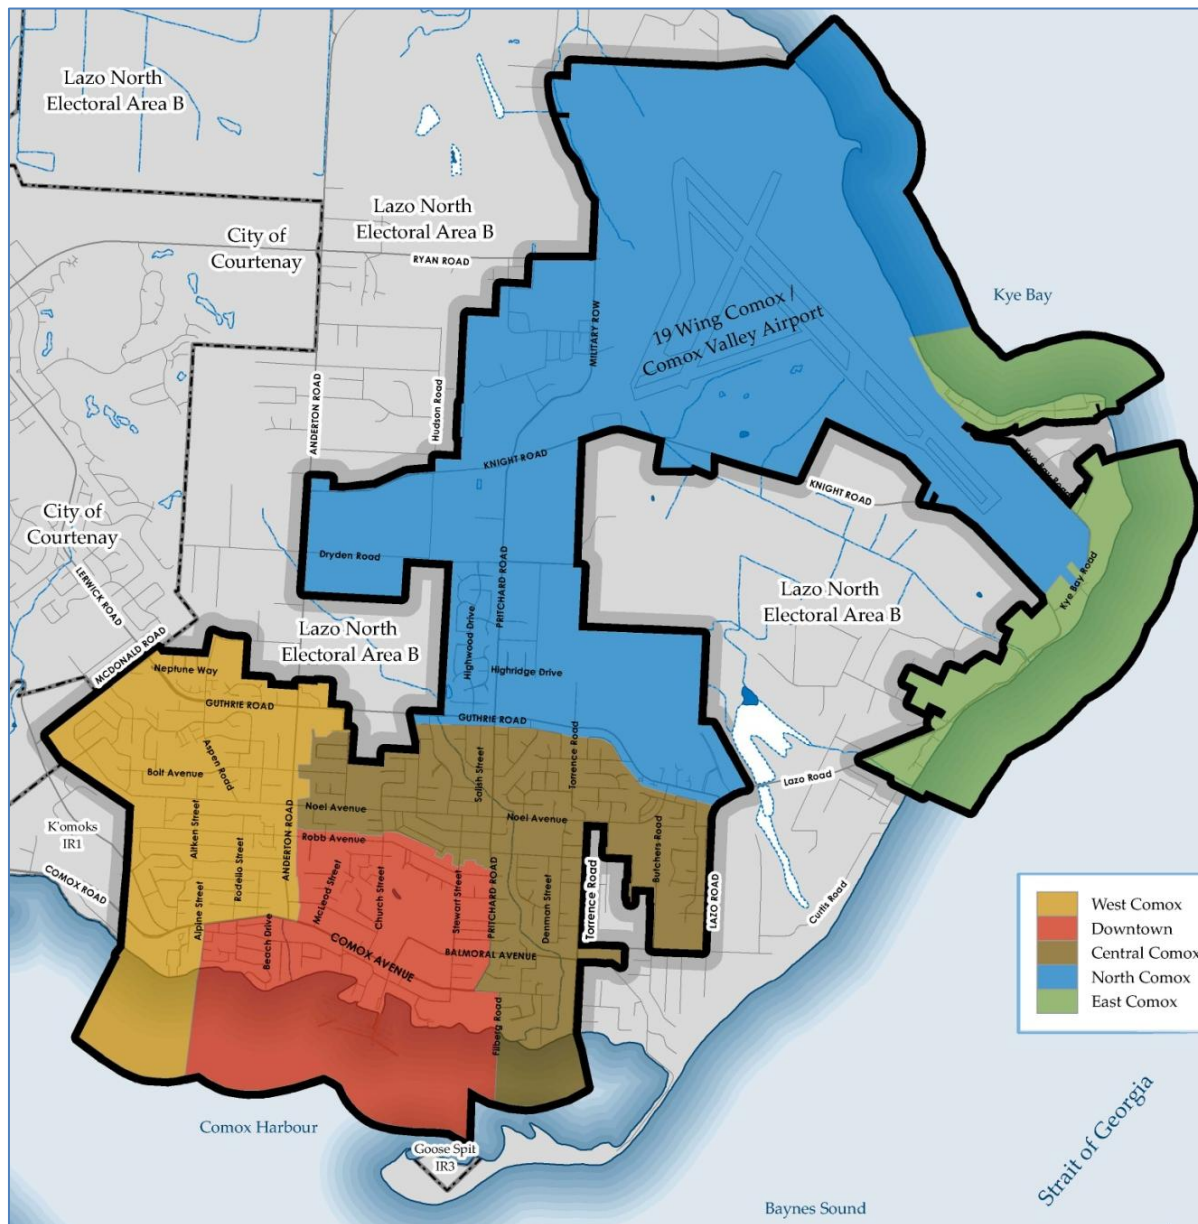 Lazo North
Electoral Area B
Lazo North
Electoral Area B
City of
Courtenay
RYAN ROAD
Kye Bay
MILITARY ROW
19 Wing Comox /
Comox Valley Airport
ANDERTON ROAD
Hudson Road
KNIGHT ROAD
Kye Bay Road
KNIGHT ROAD
City of
Courtenay
Dryden Road
PRITCHARD ROAD
Kye Bay Road
LERWICK ROAD
Lazo North
Electoral Area B
MCDONALD ROAD
Lazo North
Electoral Area B
Highwood Drive
Highridge Drive
Neptune Way
GUTHRIE ROAD
GUTHRIE ROAD
Torrence Road
Aspen Road
Bolt Avenue
Salish Street
Lazo Road
Noel Avenue
Noel Avenue
K'omoks
IR1
Aitken Street
ANDERTON ROAD
Robb Avenue
Butchers Road
COMOX ROAD
Rodello Street
McLeod Street
Church Street
Stewart Street
PRITCHARD ROAD
Denman Street
Torrence Road
LAZO ROAD
Curtis Road
Alpine Street
Beach Drive
COMOX AVENUE
BALMORAL AVENUE
Filberg Road
West Comox
Downtown
Central Comox
North Comox
East Comox
Comox Harbour
Goose Spit
IR3
Strait of Georgia
Baynes Sound